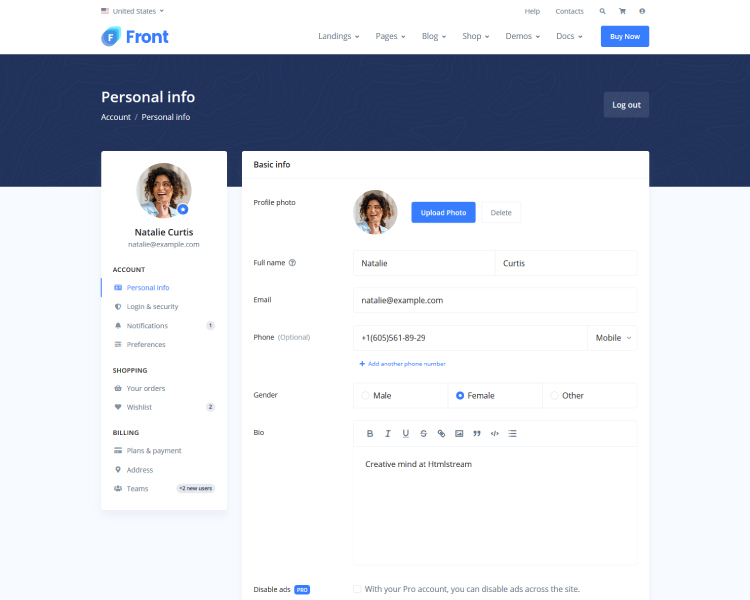 United States
Help Contacts
Front
Landings Pages Blog Shop Demos Docs Buy Now
Personal info
Account / Personal info
Log out
Natalie Curtis
natalie@example.com
ACCOUNT
Personal info
Login & security
Notifications 1
Preferences
SHOPPING
Your orders
Wishlist 2
BILLING
Plans & payment
Address
Teams +2 new users
Basic info
Profile photo
Upload Photo Delete
Full name Natalie Curtis
Email natalie@example.com
Phone (Optional) +1(605)561-89-29 Mobile
+ Add another phone number
Gender Male Female Other
Bio
B I U S
Creative mind at Htmlstream
Disable ads PRO With your Pro account, you can disable ads across the site.